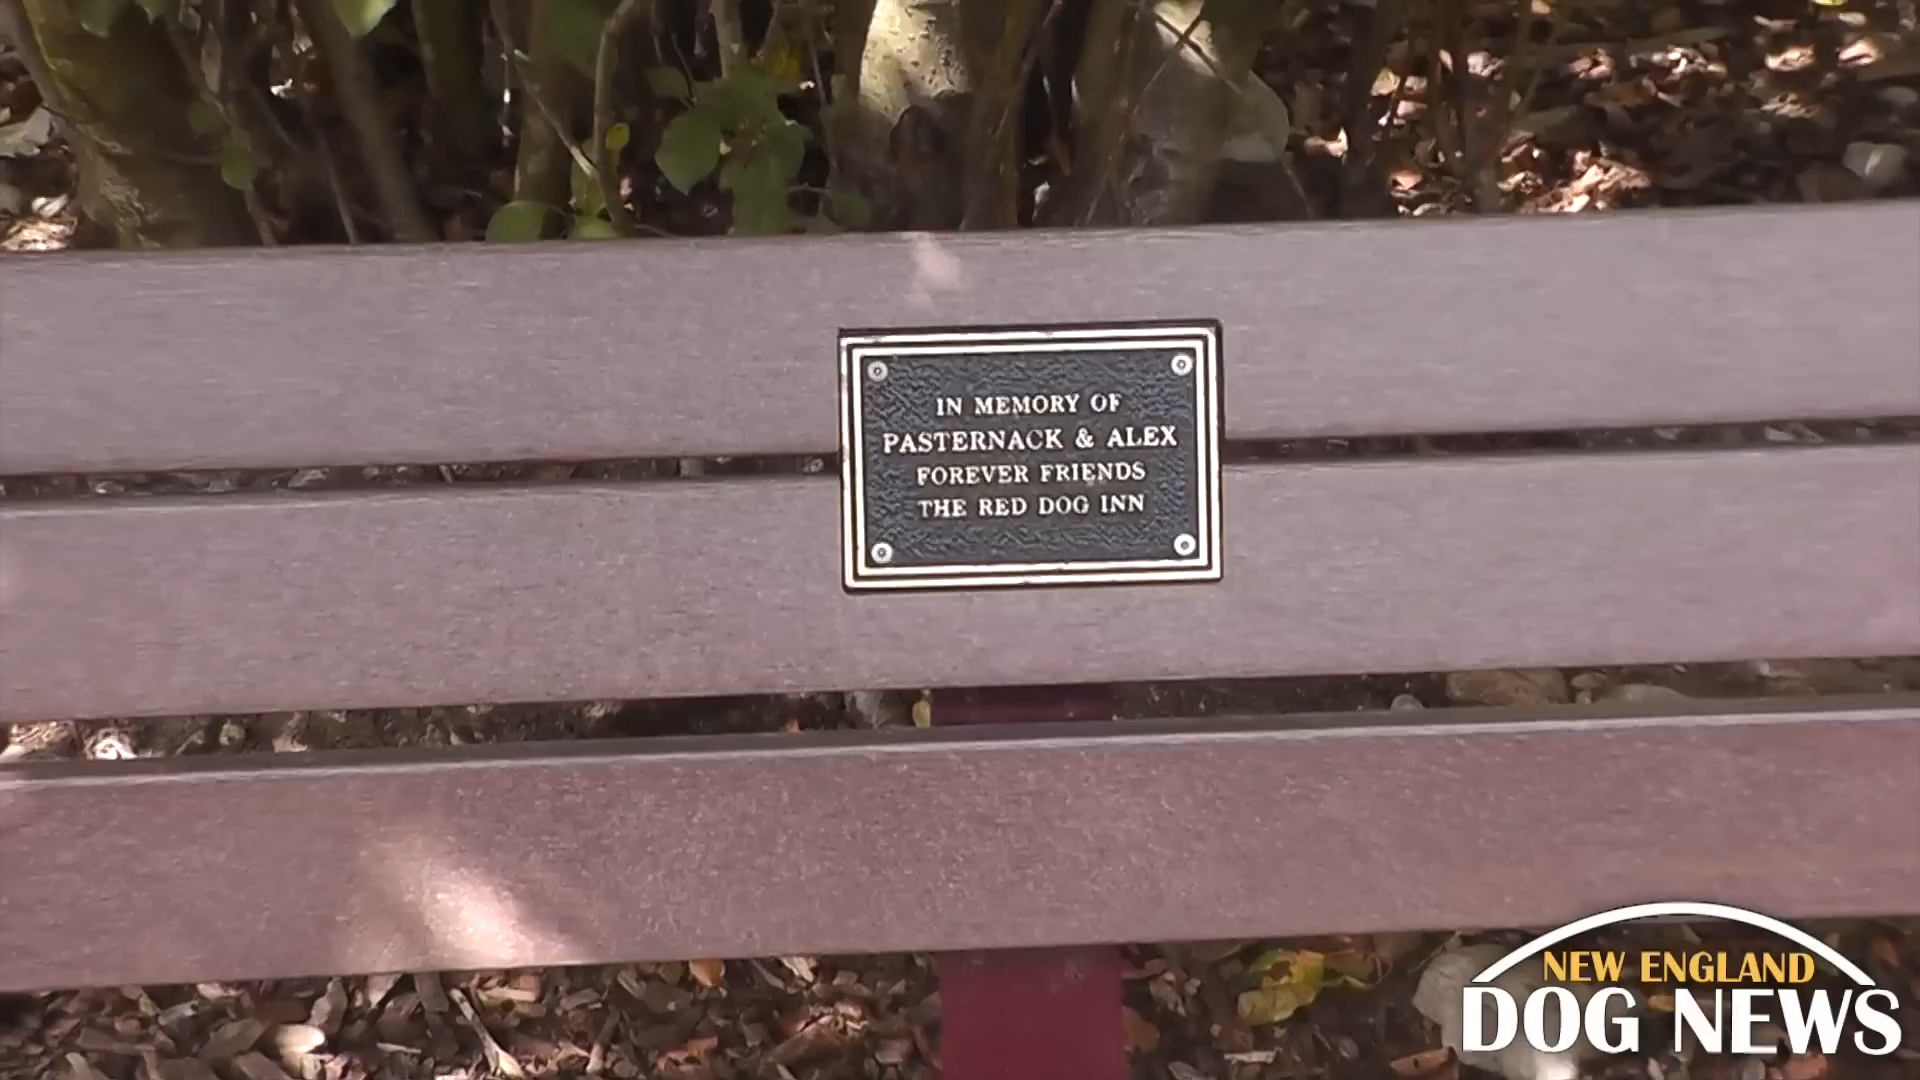 IN MEMORY OF
PASTERNACK & ALEX
FOREVER FRIENDS
THE RED DOG INN
NEW ENGLAND
DOG NEWS